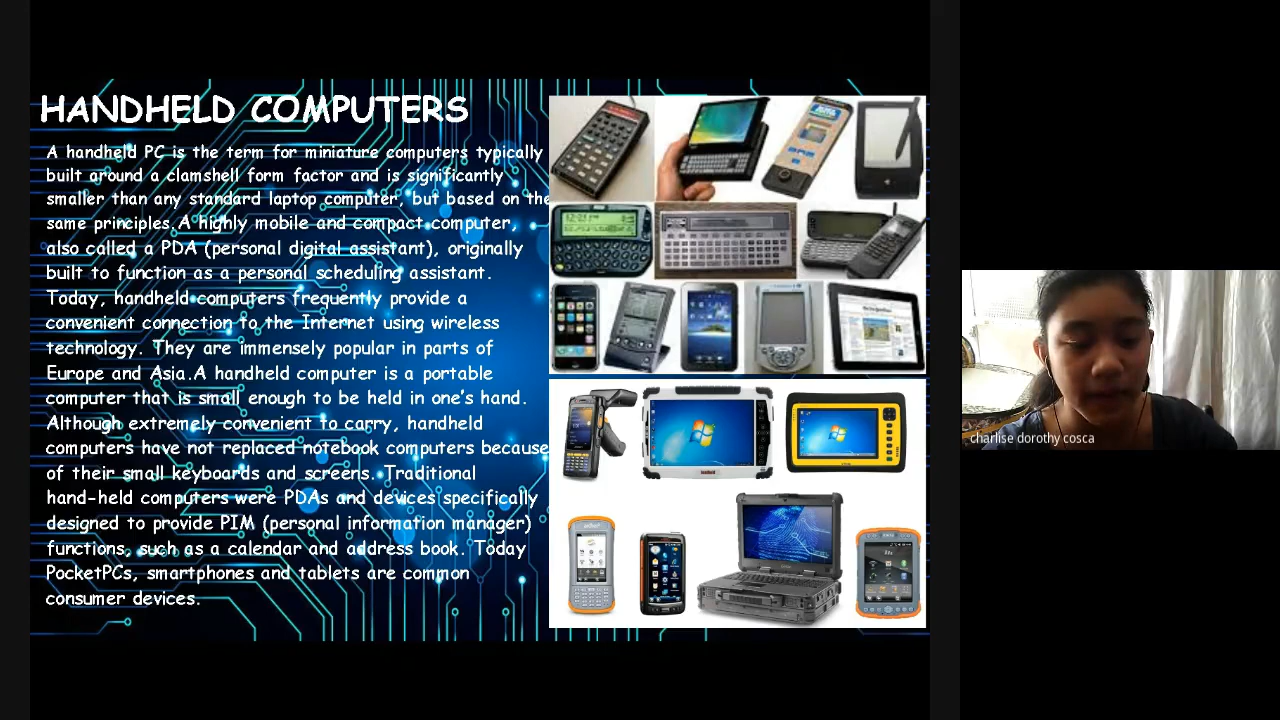 HANDHELD COMPUTERS
A handheld PC is the term for miniature computers typically
built around a clamshell form factor and is significantly
smaller than any standard laptop computer, but based on the
same principles.A highly mobile and compact computer,
also called a PDA (personal digital assistant), originally
built to function as a personal scheduling assistant.
Today, handheld computers frequently provide a
convenient connection to the Internet using wireless
technology. They are immensely popular in parts of
Europe and Asia.A handheld computer is a portable
computer that is small enough to be held in one's hand.
Although extremely convenient to carry, handheld
computers have not replaced notebook computers because
of their small keyboards and screens. Traditional
hand-held computers were PDAs and devices specifically
designed to provide PIM (personal information manager)
functions, such as a calendar and address book. Today
PocketPCs, smartphones and tablets are common
consumer devices.
charlise dorothy cosca